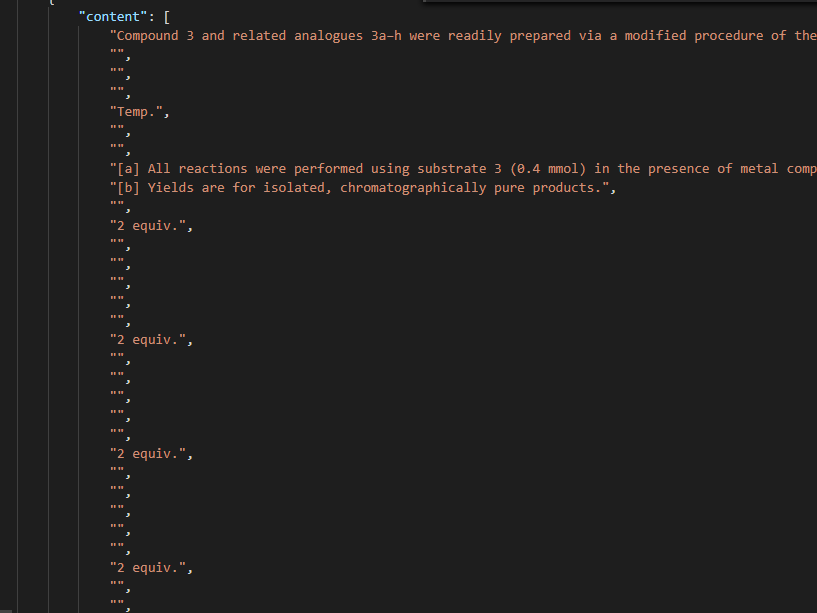 {
"content": [
"Compound 3 and related analogues 3a–h were readily prepared via a modified procedure of the
"",
"",
"",
"Temp.",
"",
"",
"[a] All reactions were performed using substrate 3 (0.4 mmol) in the presence of metal comp
"[b] Yields are for isolated, chromatographically pure products.",
"",
"2 equiv.",
"",
"",
"",
"",
"",
"2 equiv.",
"",
"",
"",
"",
"",
"2 equiv.",
"",
"",
"",
"",
"",
"2 equiv.",
"",
"",